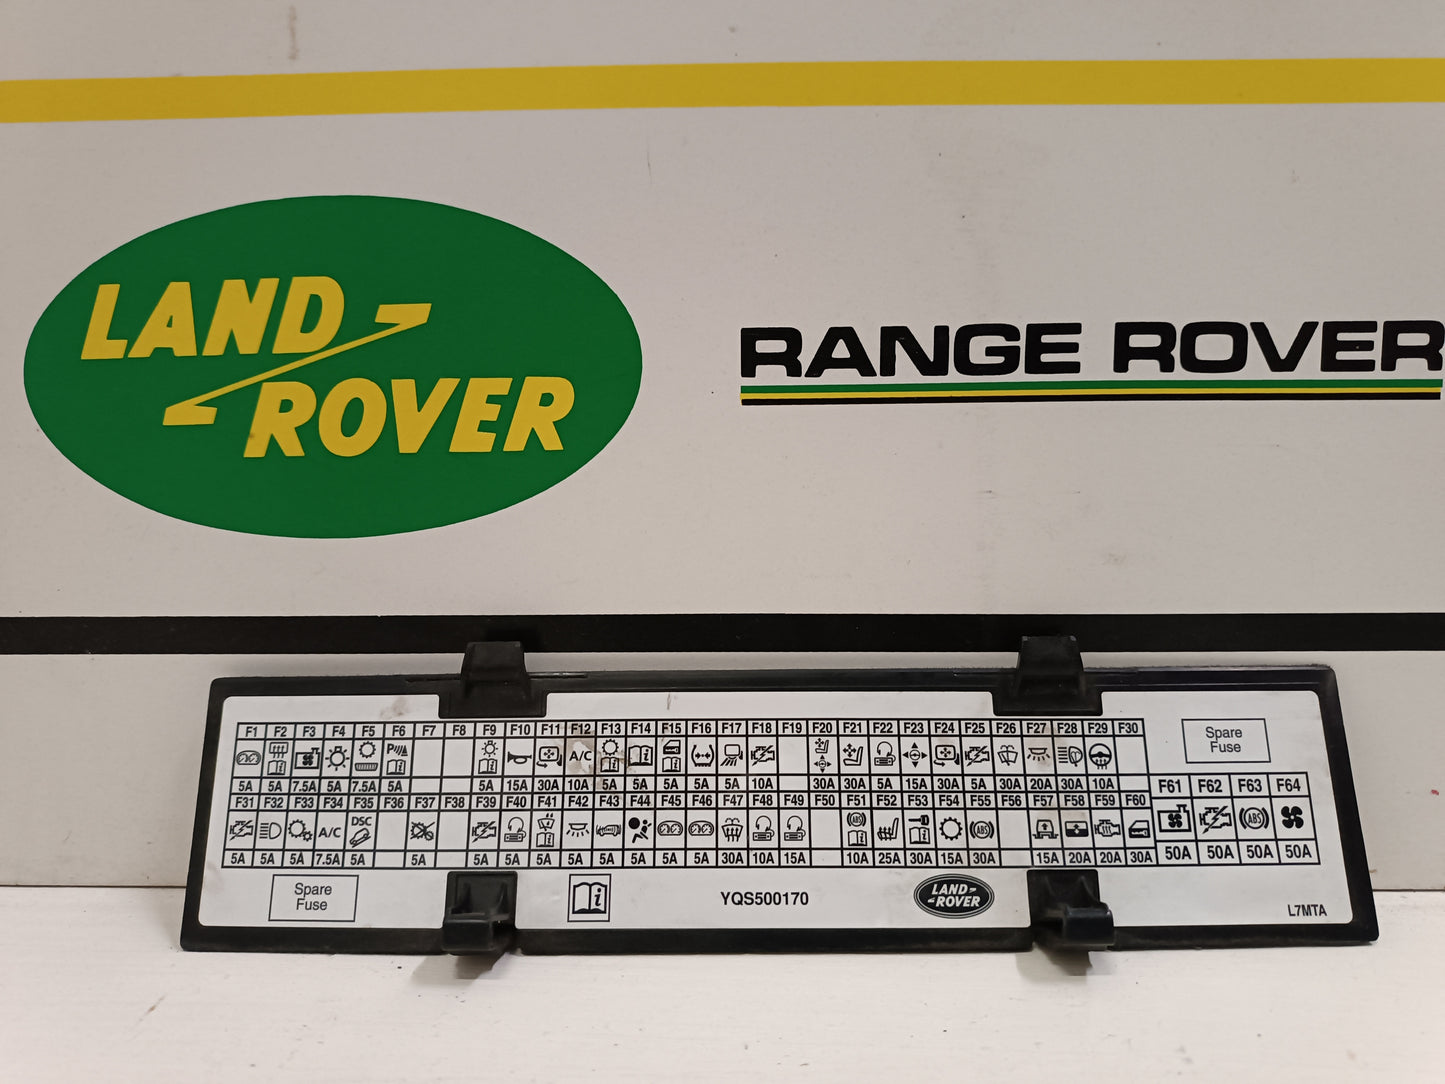 LAND
ROVER
RANGE ROVER
F1 F2 F3 F4 F5 F6 F7 F8 F9 F10 F11 F12 F13 F14 F15 F16 F17 F18 F19 F20 F21 F22 F23 F24 F25 F26 F27 F28 F29 F30
P A/C
5A 5A 7.5A 5A 7.5A 5A 5A 15A 30A 10A 5A 5A 5A 5A 5A 10A 30A 30A 5A 15A 30A 5A 30A 20A 30A 10A
Spare
Fuse
F31 F32 F33 F34 F35 F36 F37 F38 F39 F40 F41 F42 F43 F44 F45 F46 F47 F48 F49 F50 F51 F52 F53 F54 F55 F56 F57 F58 F59 F60
A/C DSC ABS ABS
5A 5A 5A 7.5A 5A 5A 5A 5A 5A 5A 5A 5A 5A 5A 30A 10A 15A 10A 25A 30A 15A 30A 15A 20A 20A 30A
F61 F62 F63 F64
ABS
50A 50A 50A 50A
Spare
Fuse
YQS500170
LAND
ROVER
L7MTA